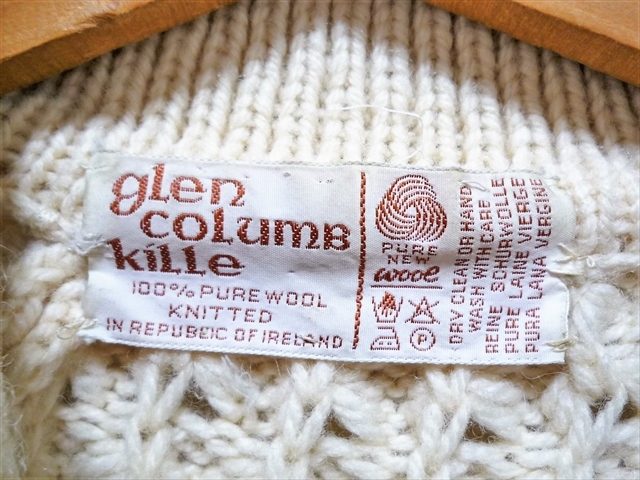 glen
columb
kille
100% PURE WOOL
KNITTED
IN REPUBLIC OF IRELAND
PURE
NEW
wool
P
DRY CLEAN OR HAND
WASH WITH CARE
REINE SCHURWOLLE
PURE LAINE VIERGE
PURA LANA VERGINE